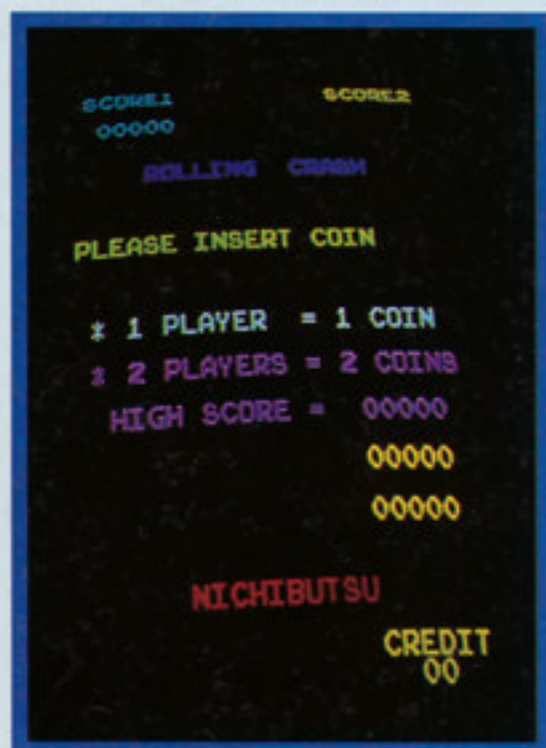 SCORE1 SCORE2
00000
ROLLING CRASH
PLEASE INSERT COIN
* 1 PLAYER = 1 COIN
* 2 PLAYERS = 2 COINS
HIGH SCORE = 00000
00000
00000
NICHIBUTSU
CREDIT
00